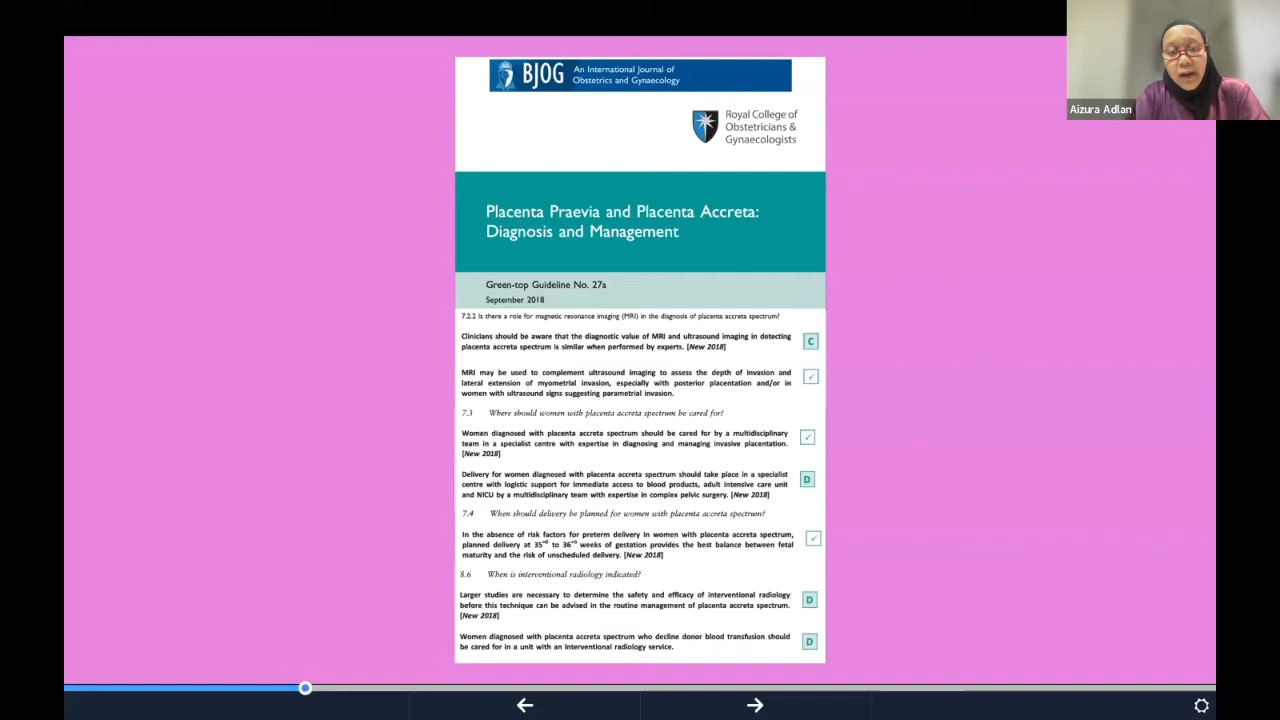 BJOG An International Journal of
Obstetrics and Gynaecology
Royal College of
Obstetricians &
Gynaecologists
Aizura Adlan
Placenta Praevia and Placenta Accreta:
Diagnosis and Management
Green-top Guideline No. 27a
September 2018
7.2.2 Is there a role for magnetic resonance imaging (MRI) in the diagnosis of placenta accreta spectrum?
Clinicians should be aware that the diagnostic value of MRI and ultrasound imaging in detecting
placenta accreta spectrum is similar when performed by experts. [New 2018]
C
MRI may be used to complement ultrasound imaging to assess the depth of invasion and
lateral extension of myometrial invasion, especially with posterior placentation and/or in
women with ultrasound signs suggesting parametrial invasion.
✓
7.3 Where should women with placenta accreta spectrum be cared for?
Women diagnosed with placenta accreta spectrum should be cared for by a multidisciplinary
team in a specialist centre with expertise in diagnosing and managing invasive placentation.
[New 2018]
✓
Delivery for women diagnosed with placenta accreta spectrum should take place in a specialist
centre with logistic support for immediate access to blood products, adult intensive care unit
and NICU by a multidisciplinary team with expertise in complex pelvic surgery. [New 2018]
D
7.4 When should delivery be planned for women with placenta accreta spectrum?
In the absence of risk factors for preterm delivery in women with placenta accreta spectrum,
planned delivery at 35+0 to 36+6 weeks of gestation provides the best balance between fetal
maturity and the risk of unscheduled delivery. [New 2018]
✓
8.6 When is interventional radiology indicated?
Larger studies are necessary to determine the safety and efficacy of interventional radiology
before this technique can be advised in the routine management of placenta accreta spectrum.
[New 2018]
D
Women diagnosed with placenta accreta spectrum who decline donor blood transfusion should
be cared for in a unit with an interventional radiology service.
D